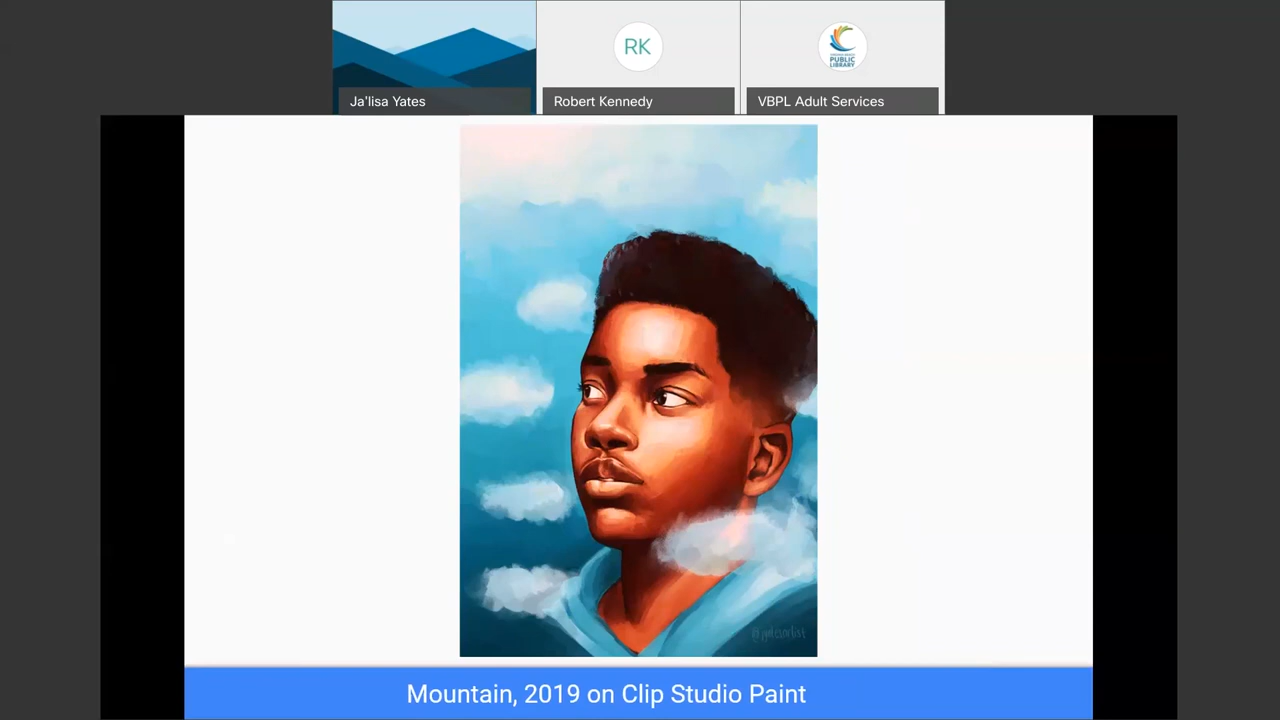 RK
PUBLIC
LIBRARY
Ja'lisa Yates
Robert Kennedy
VBPL Adult Services
Mountain, 2019 on Clip Studio Paint